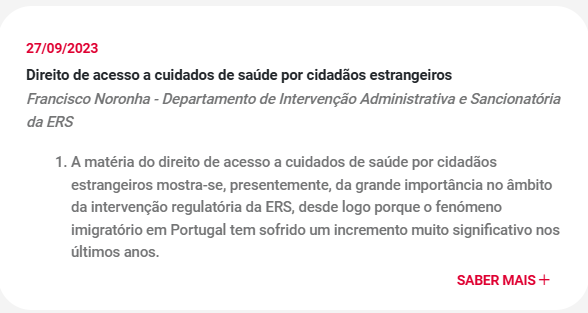 27/09/2023
Direito de acesso a cuidados de saúde por cidadãos estrangeiros
Francisco Noronha - Departamento de Intervenção Administrativa e Sancionatória
da ERS
1. A matéria do direito de acesso a cuidados de saúde por cidadãos
estrangeiros mostra-se, presentemente, da grande importância no âmbito
da intervenção regulatória da ERS, desde logo porque o fenómeno
imigratório em Portugal tem sofrido um incremento muito significativo nos
últimos anos.
SABER MAIS +